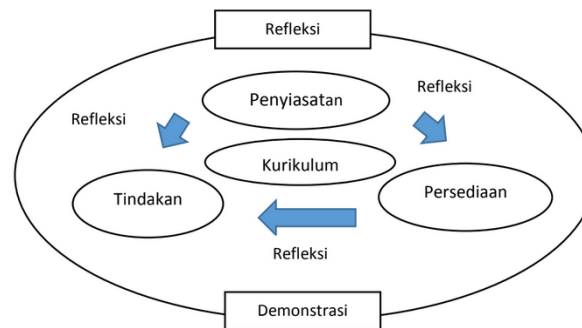 Refleksi
Refleksi
Penyiasatan
Refleksi
Kurikulum
Tindakan
Persediaan
Refleksi
Demonstrasi